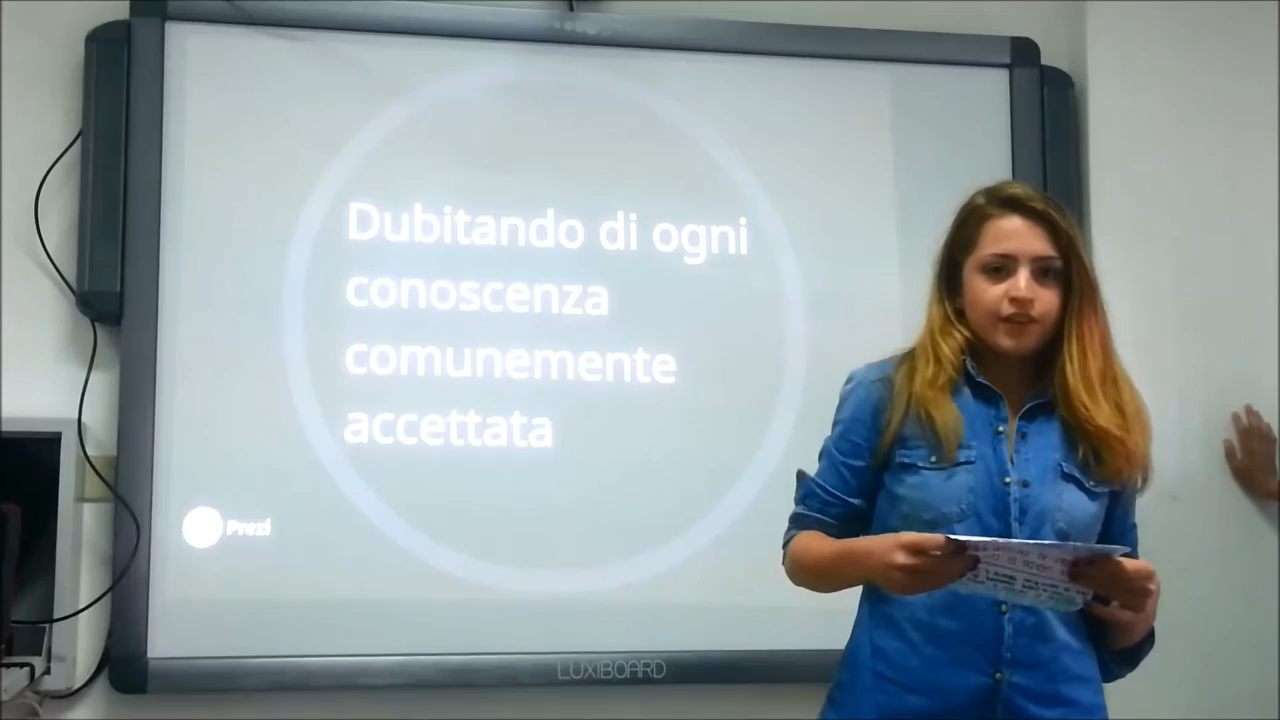 Dubitando di ogni
conoscenza
comunemente
accettata
Prezi
LUXIBOARD